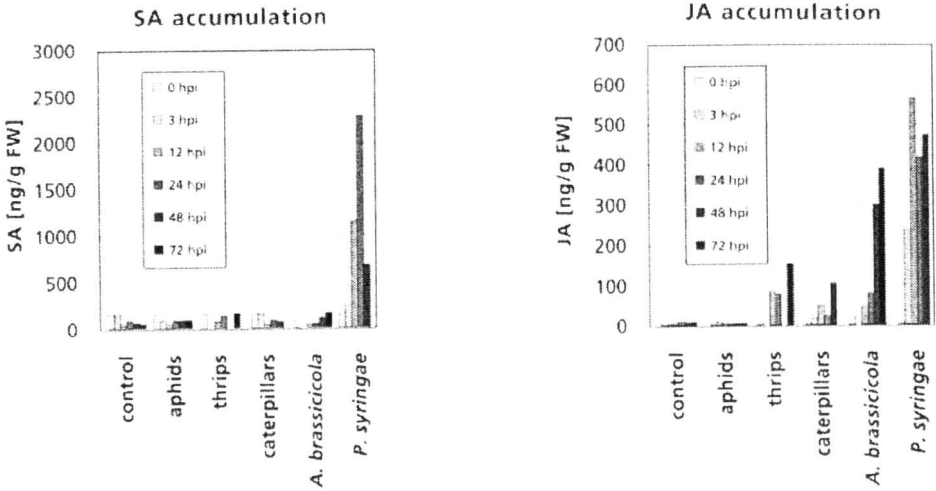 SA accumulation
3000
2500
2000
1500
1000
500
0
SA [ng/g FW]
0 hpi
3 hpi
12 hpi
24 hpi
48 hpi
72 hpi
control
aphids
thrips
caterpillars
A. brassicicola
P. syringae
JA accumulation
700
600
500
400
300
200
100
0
JA [ng/g FW]
0 hpi
3 hpi
12 hpi
24 hpi
48 hpi
72 hpi
control
aphids
thrips
caterpillars
A. brassicicola
P. syringae